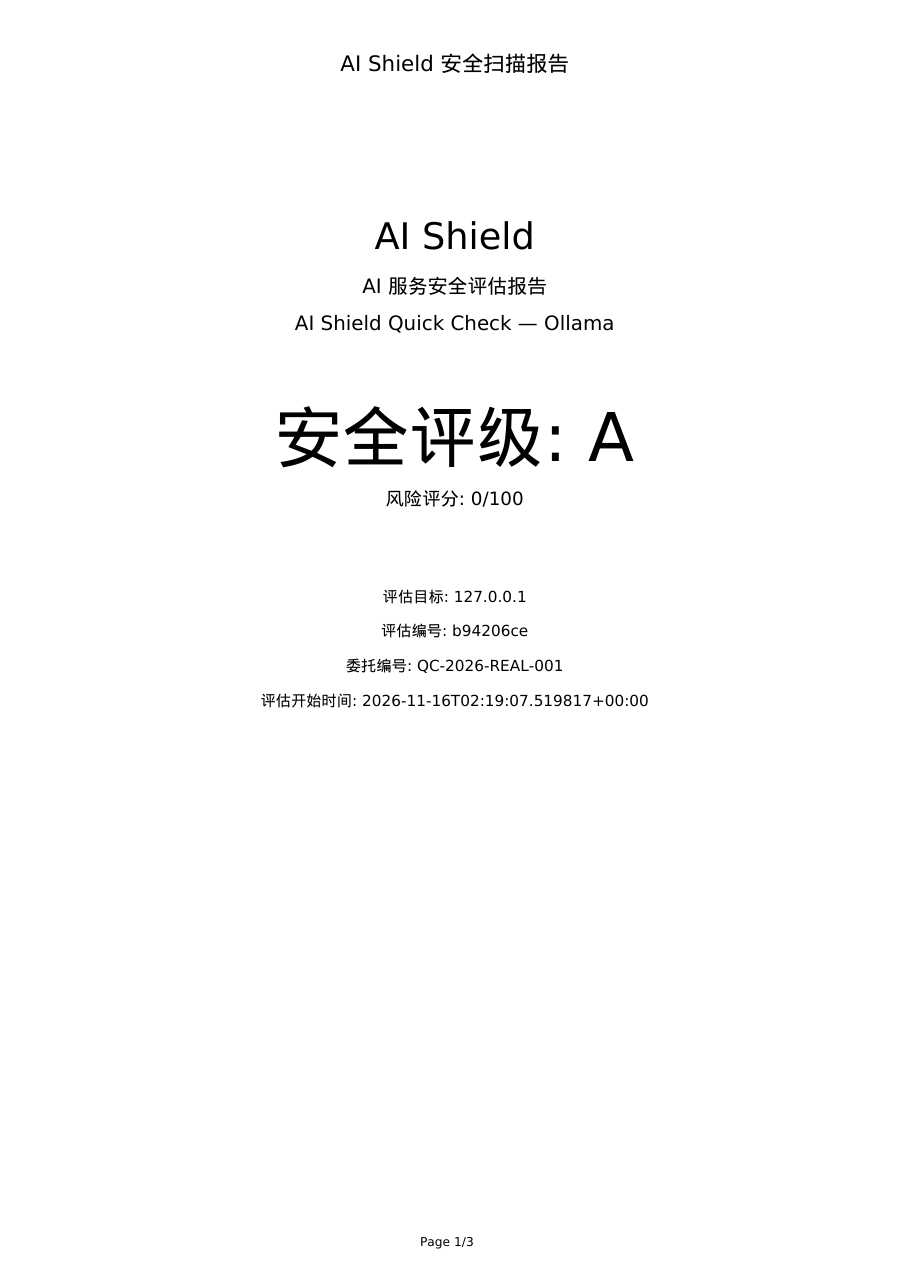 AI Shield 安全扫描报告
AI Shield
AI 服务安全评估报告
AI Shield Quick Check — Ollama
安全评级: A
风险评分: 0/100
评估目标: 127.0.0.1
评估编号: b94206ce
委托编号: QC-2026-REAL-001
评估开始时间: 2026-11-16T02:19:07.519817+00:00
Page 1/3